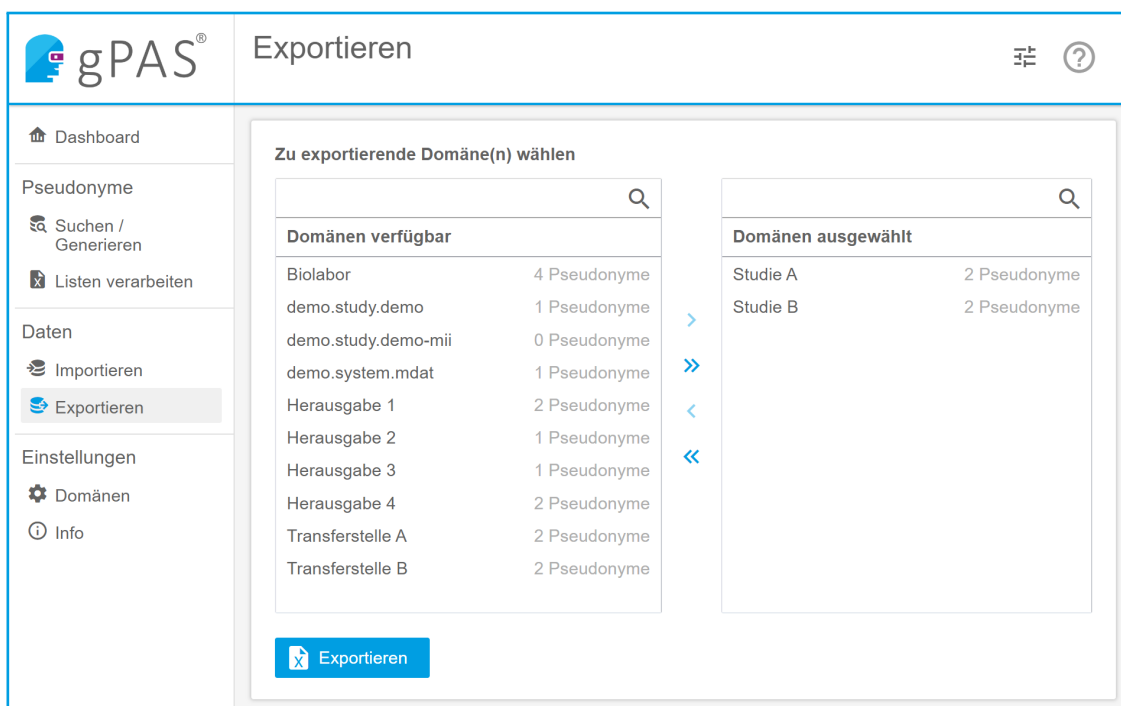 gPAS®
Exportieren
Dashboard
Pseudonyme
Suchen /
Generieren
Listen verarbeiten
Daten
Importieren
Exportieren
Einstellungen
Domänen
Info
Zu exportierende Domäne(n) wählen
Domänen verfügbar
Biolabor 4 Pseudonyme
demo.study.demo 1 Pseudonyme
demo.study.demo-mii 0 Pseudonyme
demo.system.mdat 1 Pseudonyme
Herausgabe 1 2 Pseudonyme
Herausgabe 2 1 Pseudonyme
Herausgabe 3 1 Pseudonyme
Herausgabe 4 2 Pseudonyme
Transferstelle A 2 Pseudonyme
Transferstelle B 2 Pseudonyme
Domänen ausgewählt
Studie A 2 Pseudonyme
Studie B 2 Pseudonyme
Exportieren